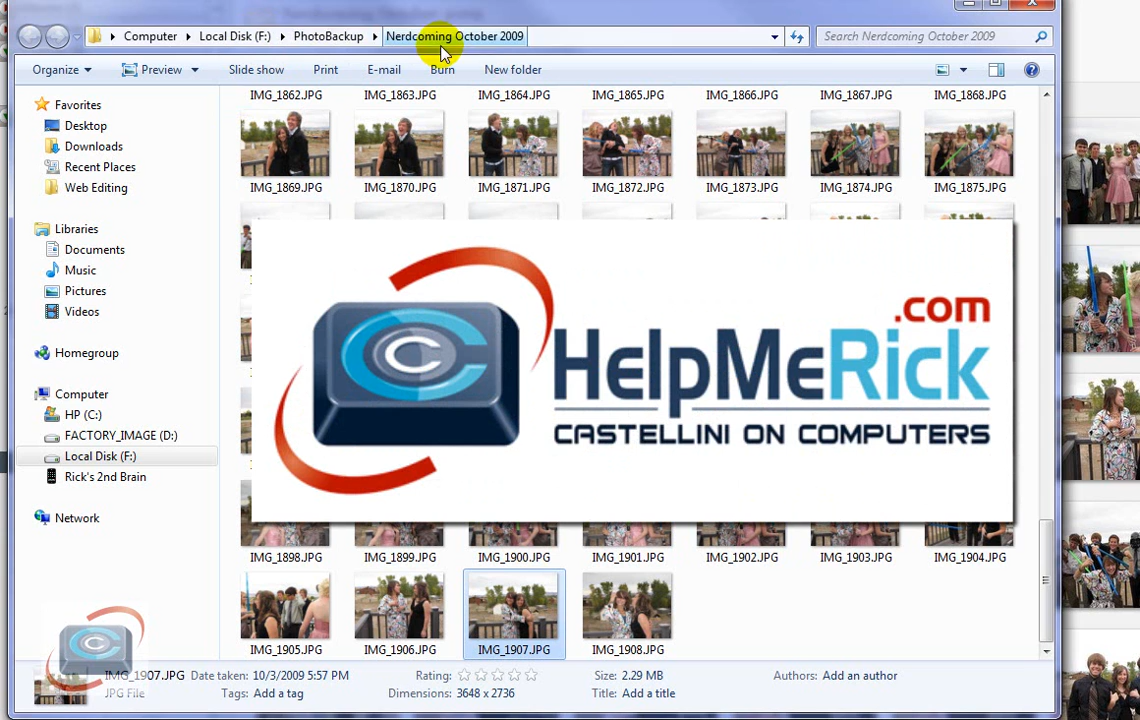 Computer Local Disk (F:) PhotoBackup Nerdcoming October 2009 Search Nerdcoming October 2009
Organize Preview Slide show Print E-mail Burn New folder
Favorites
Desktop
Downloads
Recent Places
Web Editing
Libraries
Documents
Music
Pictures
Videos
Homegroup
Computer
HP (C:)
FACTORY_IMAGE (D:)
Local Disk (F:)
Rick's 2nd Brain
Network
IMG_1862.JPG IMG_1863.JPG IMG_1864.JPG IMG_1865.JPG IMG_1866.JPG IMG_1867.JPG IMG_1868.JPG
IMG_1869.JPG IMG_1870.JPG IMG_1871.JPG IMG_1872.JPG IMG_1873.JPG IMG_1874.JPG IMG_1875.JPG
.com
HelpMeRick
CASTELLINI ON COMPUTERS
IMG_1898.JPG IMG_1899.JPG IMG_1900.JPG IMG_1901.JPG IMG_1902.JPG IMG_1903.JPG IMG_1904.JPG
IMG_1905.JPG IMG_1906.JPG IMG_1907.JPG IMG_1908.JPG
IMG_1907.JPG Date taken: 10/3/2009 5:57 PM Rating: Size: 2.29 MB Authors: Add an author
JPG File Tags: Add a tag Dimensions: 3648 x 2736 Title: Add a title